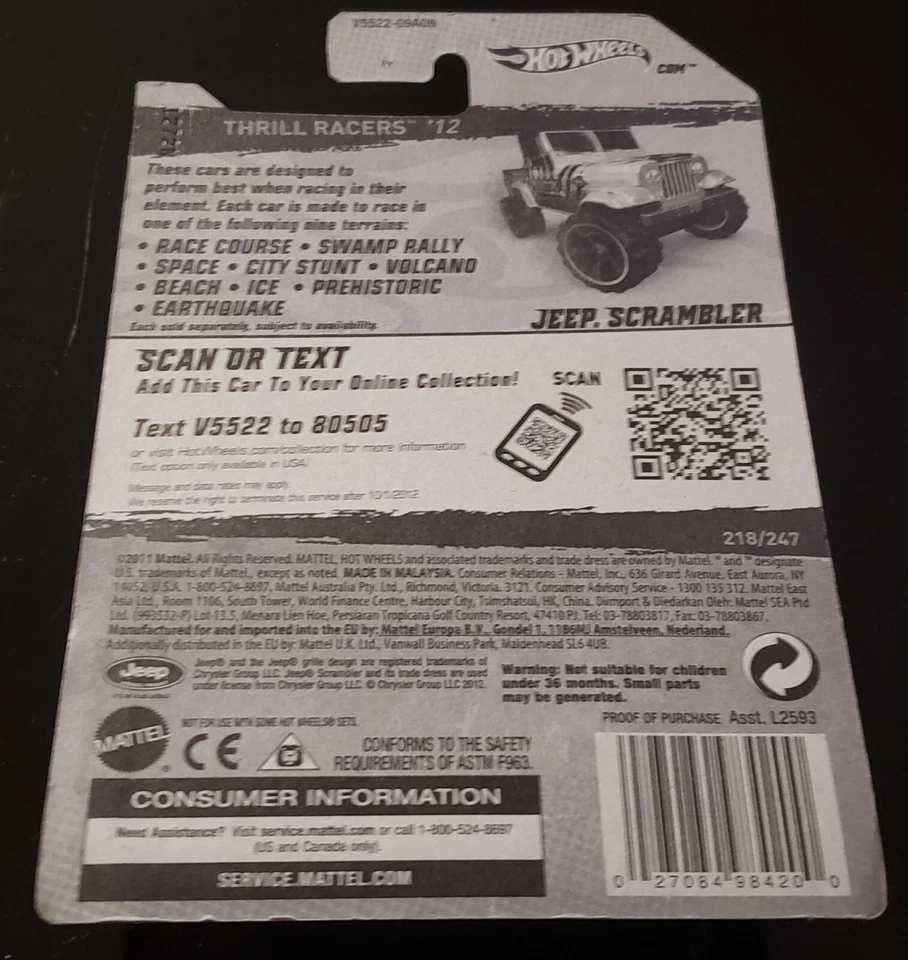 V5522-09A0N
HOT WHEELS
.COM™
THRILL RACERS™ '12
These cars are designed to
perform best when racing in their
element. Each car is made to race in
one of the following nine terrains:
• RACE COURSE • SWAMP RALLY
• SPACE • CITY STUNT • VOLCANO
• BEACH • ICE • PREHISTORIC
• EARTHQUAKE
Each sold separately, subject to availability.
JEEP® SCRAMBLER
SCAN OR TEXT
Add This Car To Your Online Collection!
SCAN
Text V5522 to 80505
or visit HotWheels.com/collection for more information
(Text option only available in USA)
Message and data rates may apply.
We reserve the right to terminate this service after 10/1/2012.
218/247
©2011 Mattel. All Rights Reserved. MATTEL, HOT WHEELS and associated trademarks and trade dress are owned by Mattel. ® and ™ designate
U.S. trademarks of Mattel, except as noted. MADE IN MALAYSIA. Consumer Relations - Mattel, Inc., 636 Girard Avenue, East Aurora, NY
14052, U.S.A. 1-800-524-8697. Mattel Australia Pty. Ltd., Richmond, Victoria. 3121. Consumer Advisory Service - 1300 135 312. Mattel East
Asia Ltd., Room 1106, South Tower, World Finance Centre, Harbour City, Tsimshatsui, HK, China. Diimport & Diedarkan Oleh: Mattel SEA Ptd
Ltd. (993532-P) Lot 13.5, Menara Lien Hoe, Persiaran Tropicana Golf Country Resort, 47410 PJ. Tel: 03-78803817, Fax: 03-78803867.
Manufactured for and imported into the EU by: Mattel Europa B.V., Gondel 1, 1186MJ Amstelveen, Nederland.
Additionally distributed in the EU by: Mattel U.K. Ltd., Vanwall Business Park, Maidenhead SL6 4UB.
Jeep
Jeep® and the Jeep® grille design are registered trademarks of
Chrysler Group LLC. Jeep® Scrambler and its trade dress are used
under license from Chrysler Group LLC. © Chrysler Group LLC 2012.
Warning: Not suitable for children
under 36 months. Small parts
may be generated.
PROOF OF PURCHASE Asst. L2593
MATTEL
NOT FOR USE WITH SOME HOT WHEELS® SETS.
CE
CONFORMS TO THE SAFETY
REQUIREMENTS OF ASTM F963.
CONSUMER INFORMATION
Need Assistance? Visit service.mattel.com or call 1-800-524-8697
(US and Canada only).
SERVICE.MATTEL.COM
0 27084 98420 0